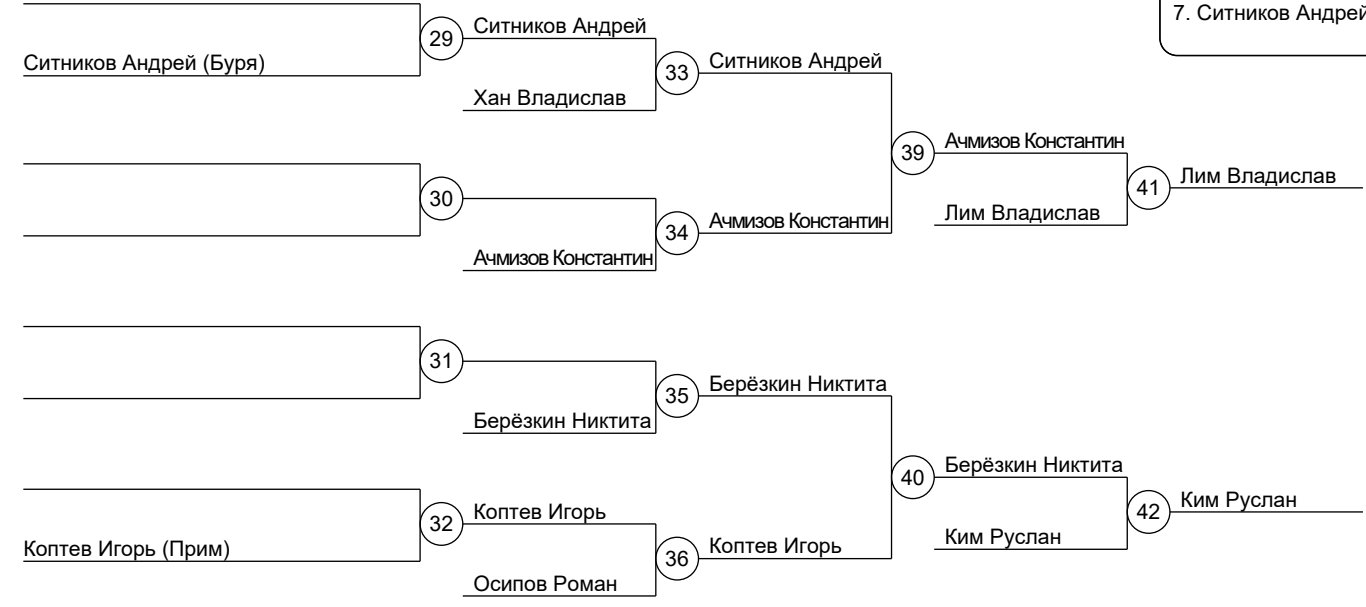 7. Ситников Андрей
29
Ситников Андрей
Ситников Андрей (Буря)
33
Ситников Андрей
Хан Владислав
39
Ачмизов Константин
41
Лим Владислав
30
34
Ачмизов Константин
Лим Владислав
Ачмизов Константин
31
35
Берёзкин Никтита
Берёзкин Никтита
40
Берёзкин Никтита
42
Ким Руслан
32
Коптев Игорь
Коптев Игорь (Прим)
36
Коптев Игорь
Ким Руслан
Осипов Роман